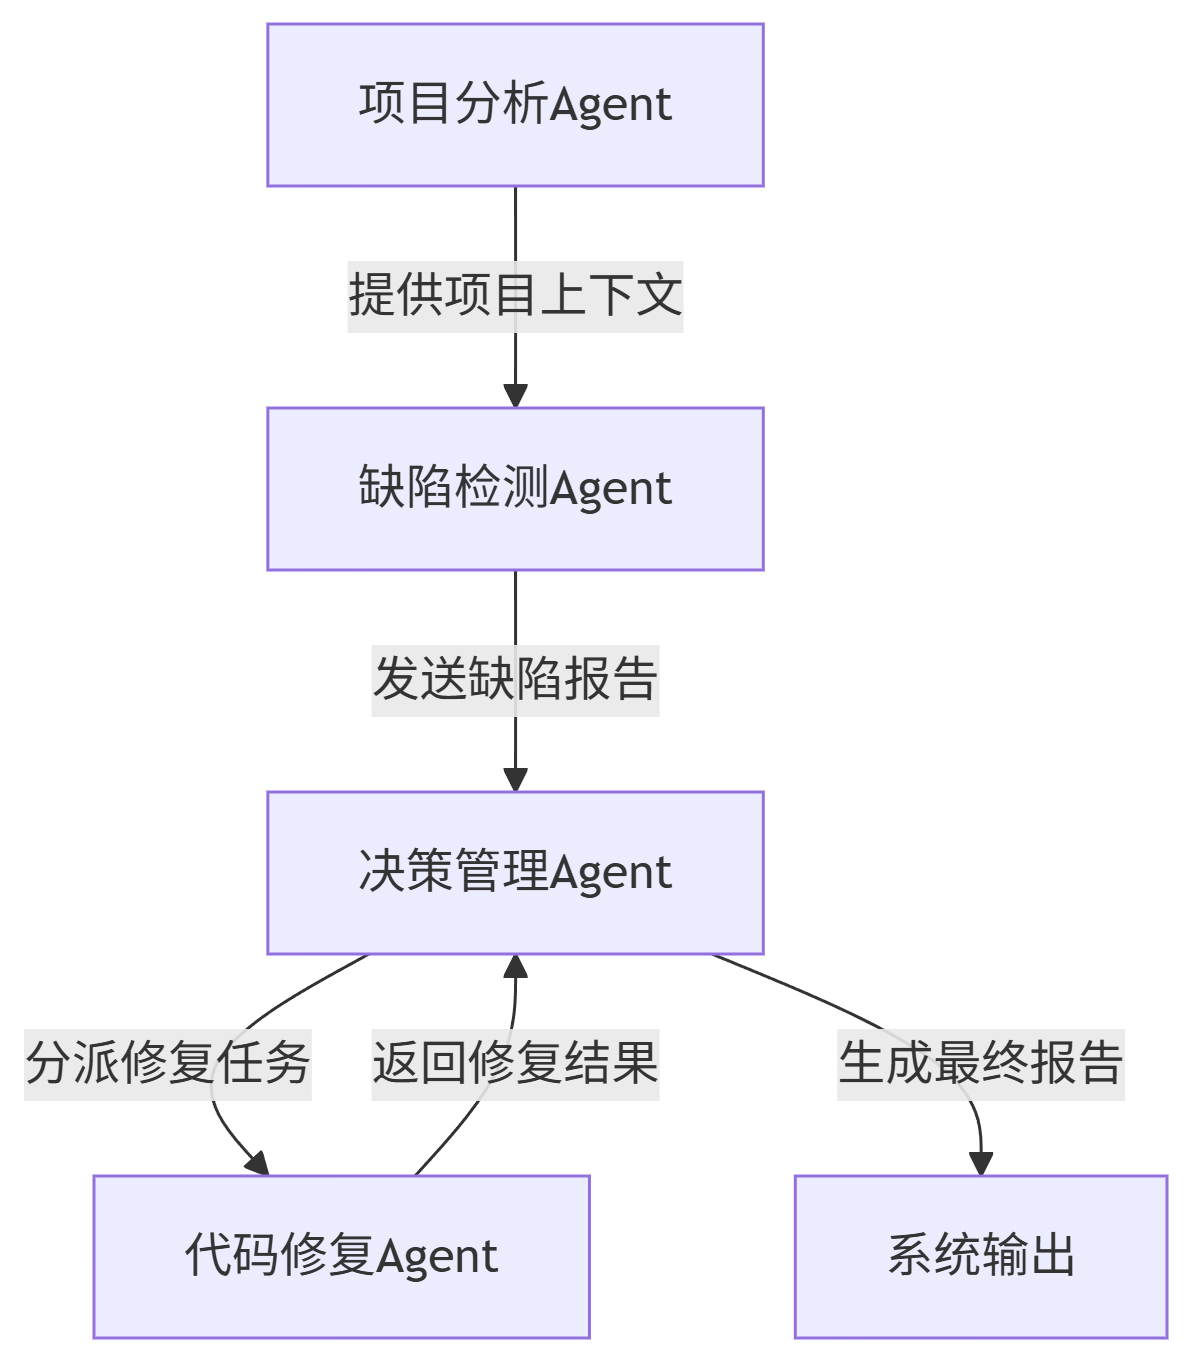 项目分析Agent
提供项目上下文
缺陷检测Agent
发送缺陷报告
决策管理Agent
分派修复任务
返回修复结果
生成最终报告
代码修复Agent
系统输出